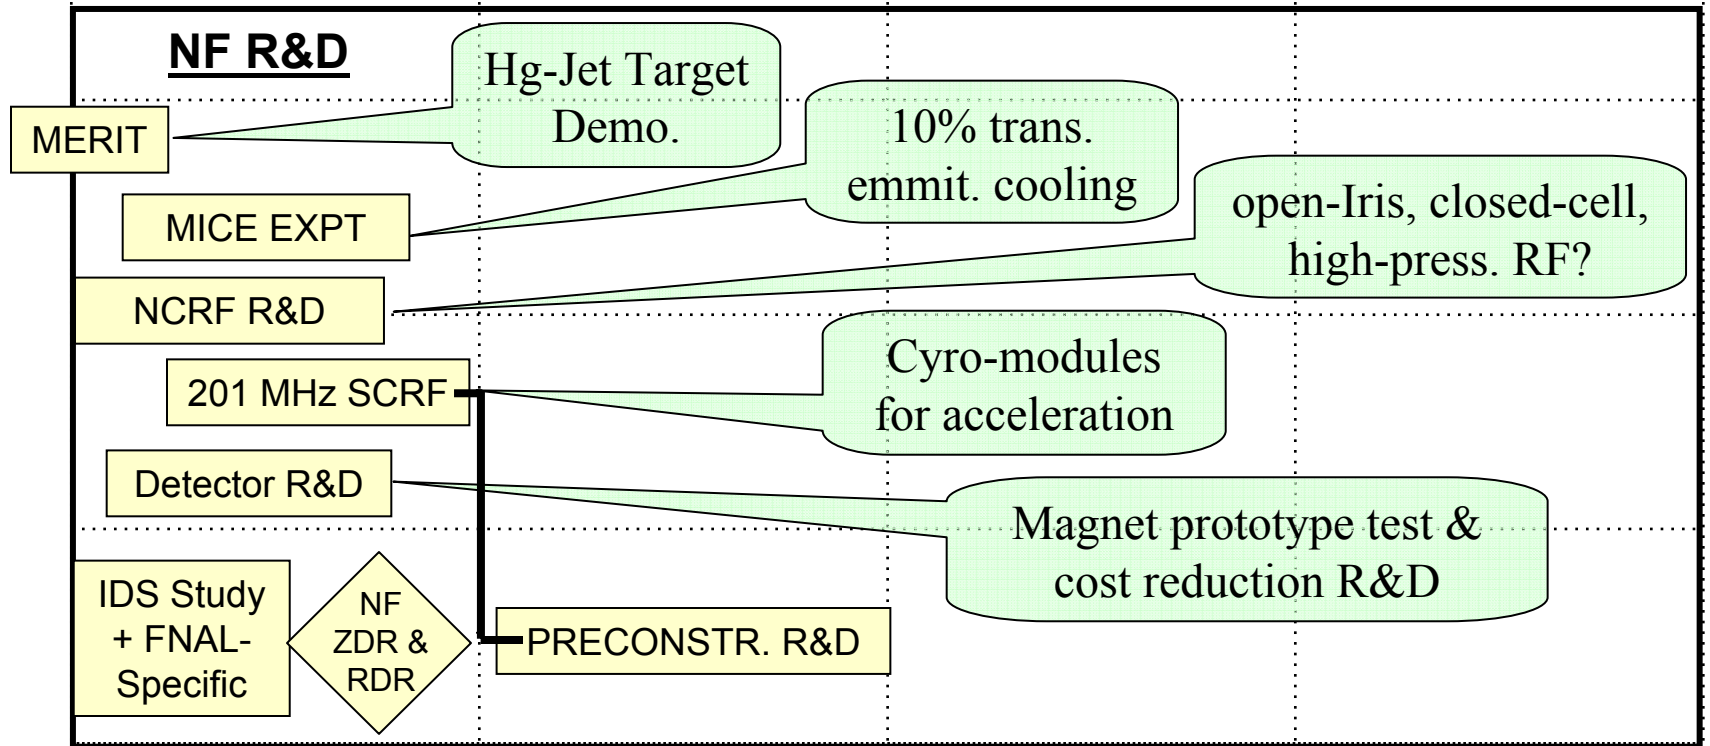 NF R&D
Hg-Jet Target
Demo.
MERIT
10% trans.
emmit. cooling
MICE EXPT
open-Iris, closed-cell,
high-press. RF?
NCRF R&D
201 MHz SCRF
Cyro-modules
for acceleration
Detector R&D
Magnet prototype test &
cost reduction R&D
IDS Study
+ FNAL-
Specific
NF
ZDR &
RDR
PRECONSTR. R&D